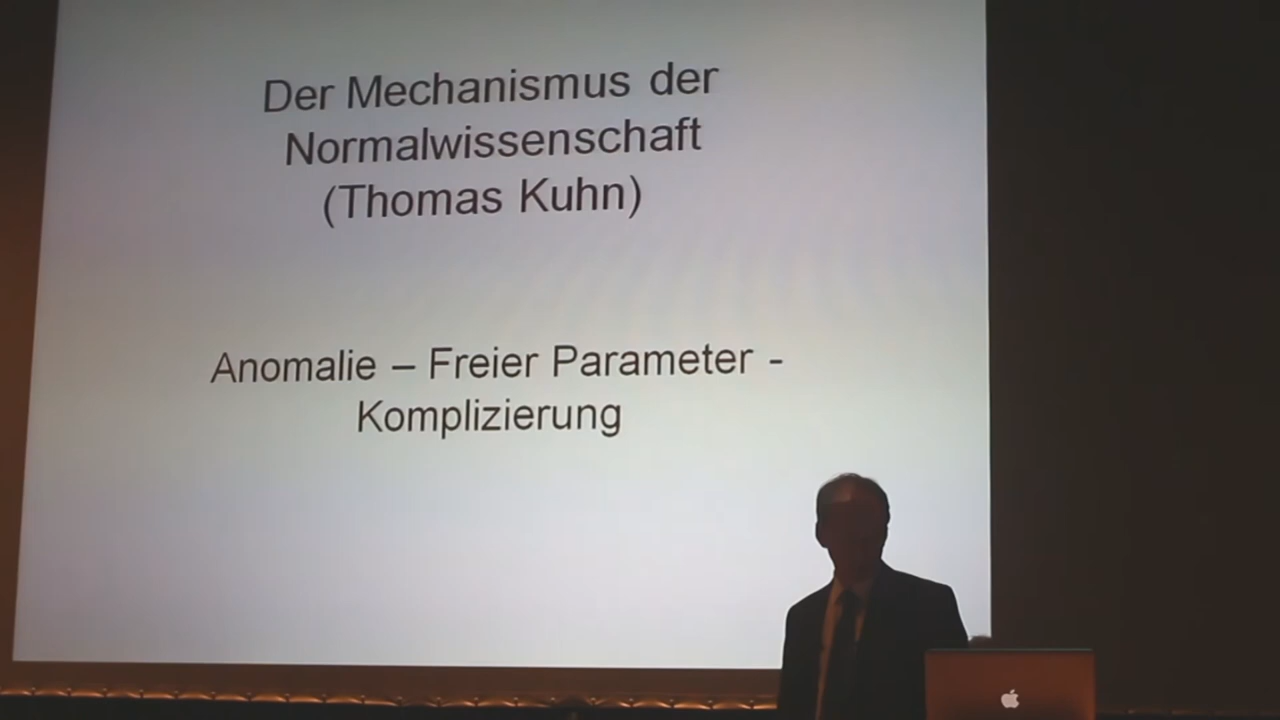 Der Mechanismus der
Normalwissenschaft
(Thomas Kuhn)
Anomalie – Freier Parameter -
Komplizierung